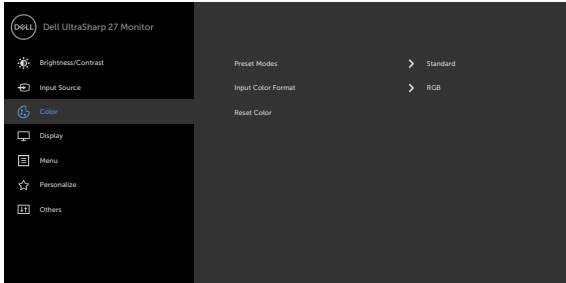 DELL Dell UltraSharp 27 Monitor
Brightness/Contrast
Input Source
Color
Display
Menu
Personalize
Others
Preset Modes Standard
Input Color Format RGB
Reset Color